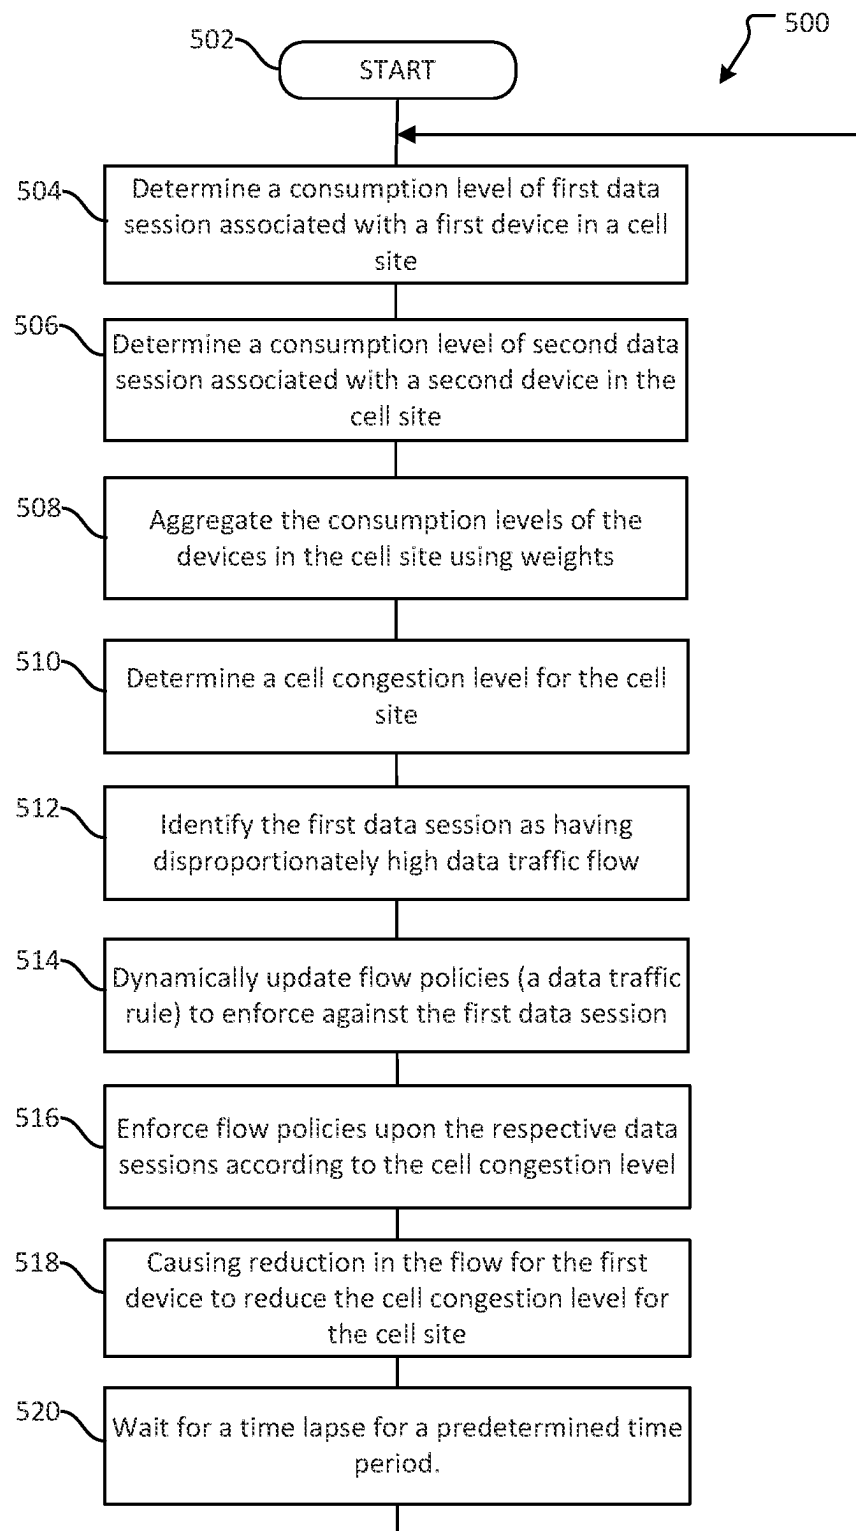 500
502
START
504
Determine a consumption level of first data
session associated with a first device in a cell
site
506
Determine a consumption level of second data
session associated with a second device in the
cell site
508
Aggregate the consumption levels of the
devices in the cell site using weights
510
Determine a cell congestion level for the cell
site
512
Identify the first data session as having
disproportionately high data traffic flow
514
Dynamically update flow policies (a data traffic
rule) to enforce against the first data session
516
Enforce flow policies upon the respective data
sessions according to the cell congestion level
518
Causing reduction in the flow for the first
device to reduce the cell congestion level for
the cell site
520
Wait for a time lapse for a predetermined time
period.